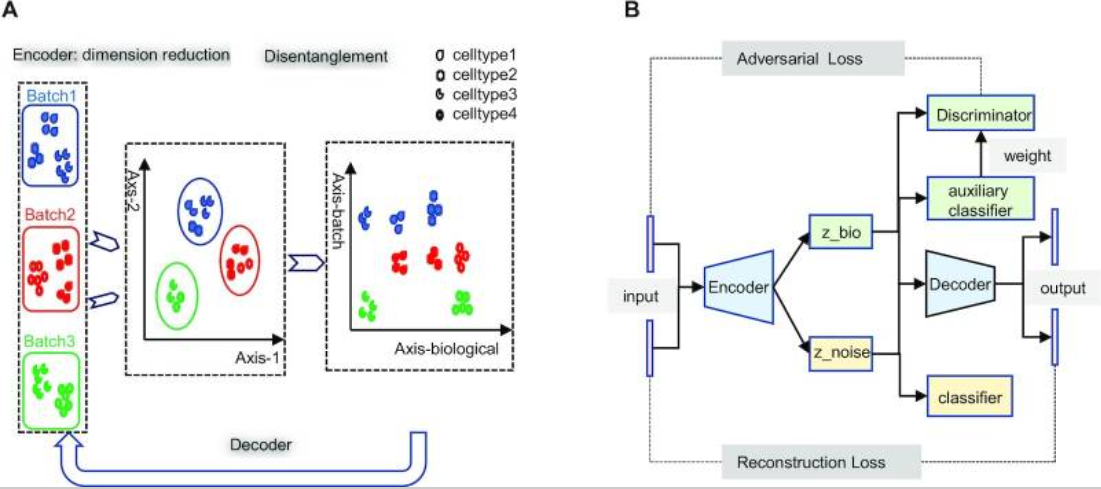 A
Encoder: dimension reduction
Disentanglement
celltype1
celltype2
celltype3
celltype4
Batch1
Batch2
Batch3
Axs-2
Axis-1
Axis-batch
Axis-biological
Decoder
B
Adversarial Loss
Discriminator
weight
auxiliary
classifier
z_bio
input
Encoder
Decoder
output
z_noise
classifier
Reconstruction Loss